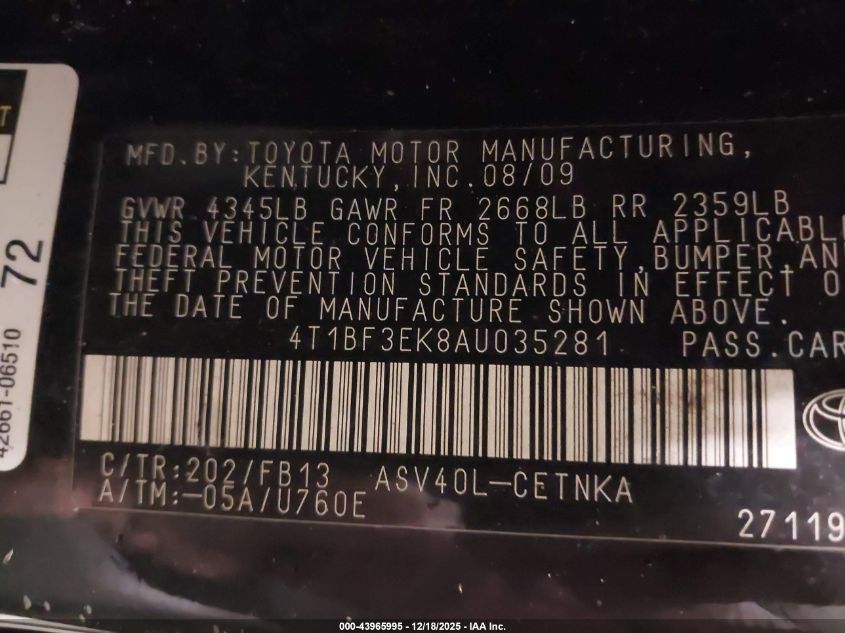 MFD.BY:TOYOTA MOTOR MANUFACTURING,
KENTUCKY,INC.08/09
GVWR 4345LB GAWR FR 2668LB RR 2359LB
THIS VEHICLE CONFORMS TO ALL APPLICABLE
FEDERAL MOTOR VEHICLE SAFETY,BUMPER AN
THEFT PREVENTION STANDARDS IN EFFECT O
THE DATE OF MANUFACTURE SHOWN ABOVE.
4T1BF3EK8AU035281 PASS.CAR
C/TR:202/FB13 ASV40L-CETNKA
A/TM:-05A/U760E
27119
72
42661-06510
000-43965995 - 12/18/2025 - IAA Inc.